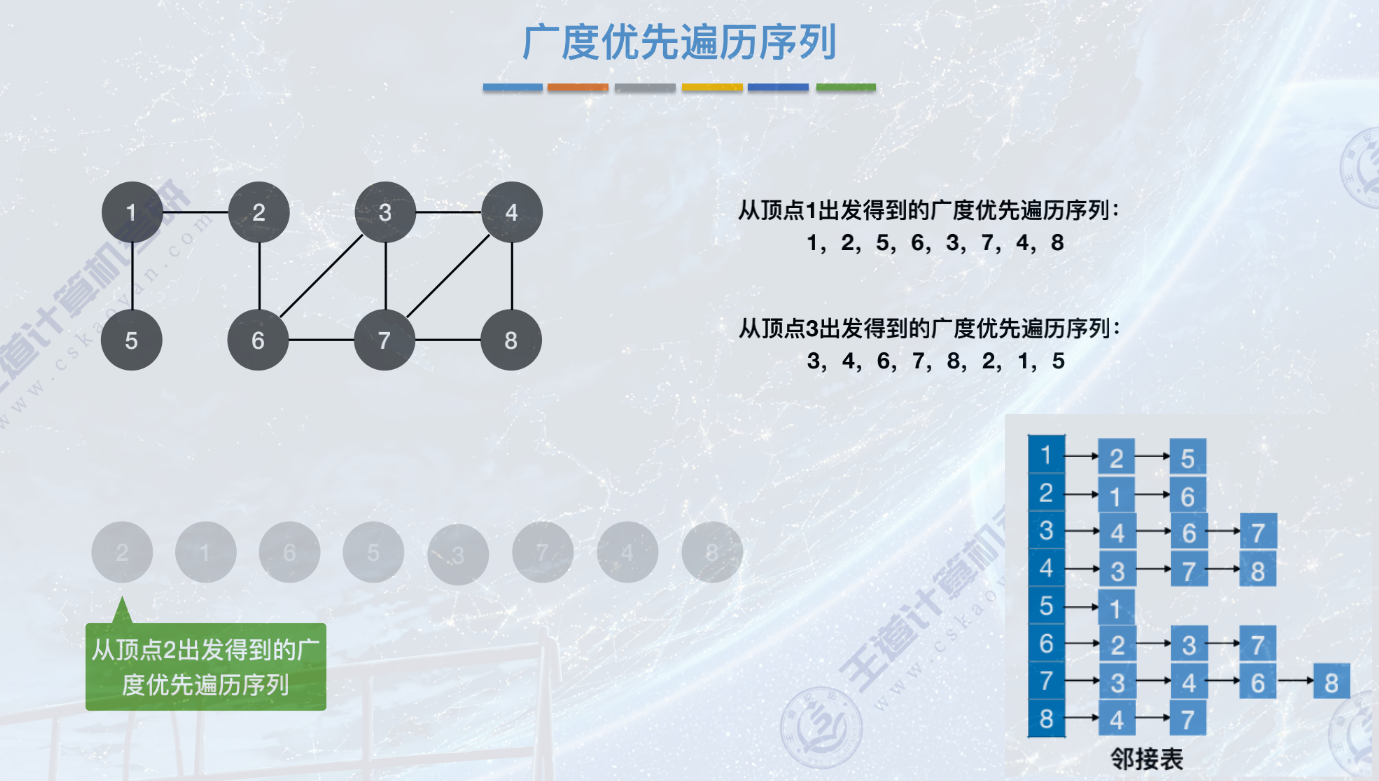 广度优先遍历序列
1 2 3 4
5 6 7 8
从顶点1出发得到的广度优先遍历序列：
1，2，5，6，3，7，4，8
从顶点3出发得到的广度优先遍历序列：
3，4，6，7，8，2，1，5
2 1 6 5 3 7 4 8
从顶点2出发得到的广
度优先遍历序列
1 2 5
2 1 6
3 4 6 7
4 3 7 8
5 1
6 2 3 7
7 3 4 6 8
8 4 7
邻接表
王道计算机考研
www.cskaoyan.com